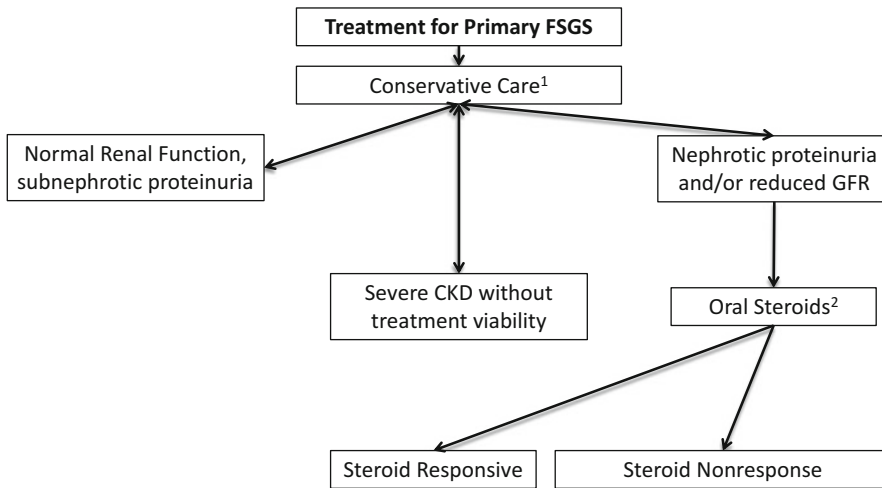 Treatment for Primary FSGS
Conservative Care¹
Normal Renal Function,
subnephrotic proteinuria
Nephrotic proteinuria
and/or reduced GFR
Severe CKD without
treatment viability
Oral Steroids²
Steroid Responsive
Steroid Nonresponse